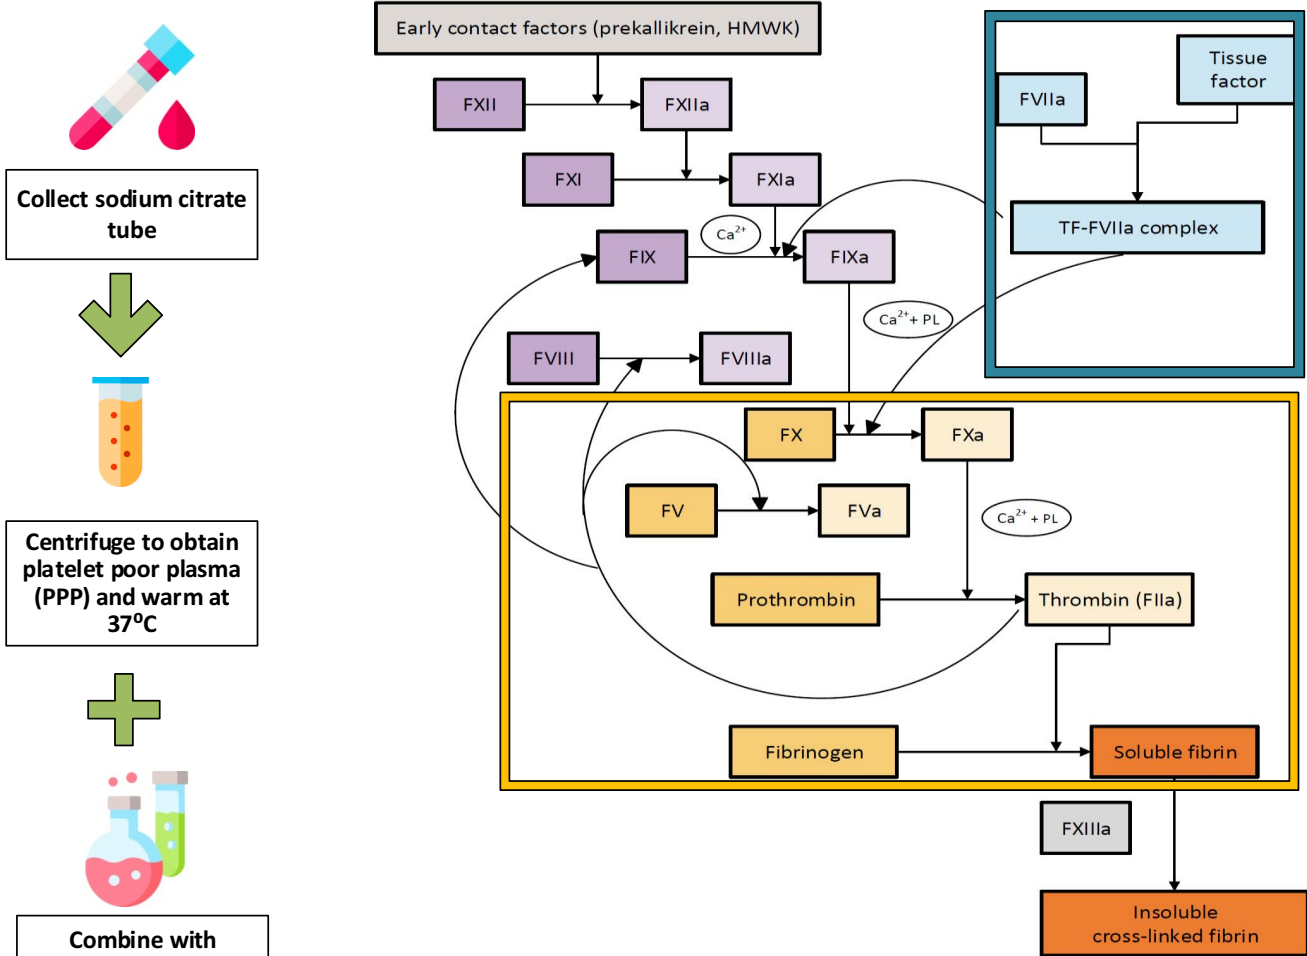 Collect sodium citrate
tube
Centrifuge to obtain
platelet poor plasma
(PPP) and warm at
37⁰C
Combine with
Early contact factors (prekallikrein, HMWK)
FXII
FXIIa
FXI
FXIa
Ca²⁺
FIX
FIXa
Ca²⁺+ PL
FVIII
FVIIIa
Tissue
factor
FVIIa
TF-FVIIa complex
FX
FXa
FV
FVa
Ca²⁺ + PL
Prothrombin
Thrombin (FIIa)
Fibrinogen
Soluble fibrin
FXIIIa
Insoluble
cross-linked fibrin